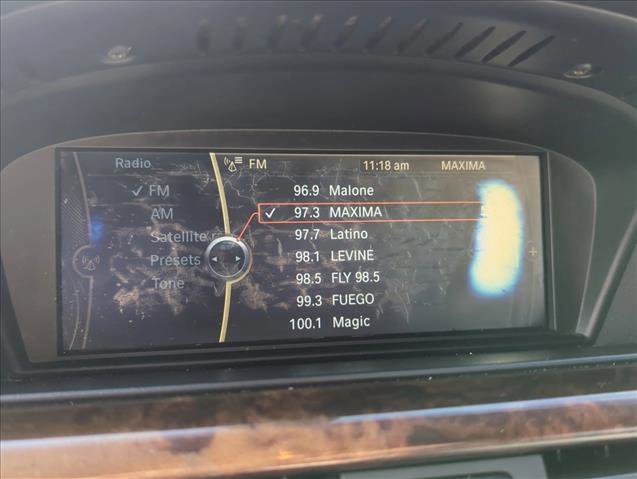 Radio FM 11:18 am MAXIMA
FM
AM
Satellite
Presets
Tone
96.9 Malone
97.3 MAXIMA
97.7 Latino
98.1 LEVINE
98.5 FLY 98.5
99.3 FUEGO
100.1 Magic